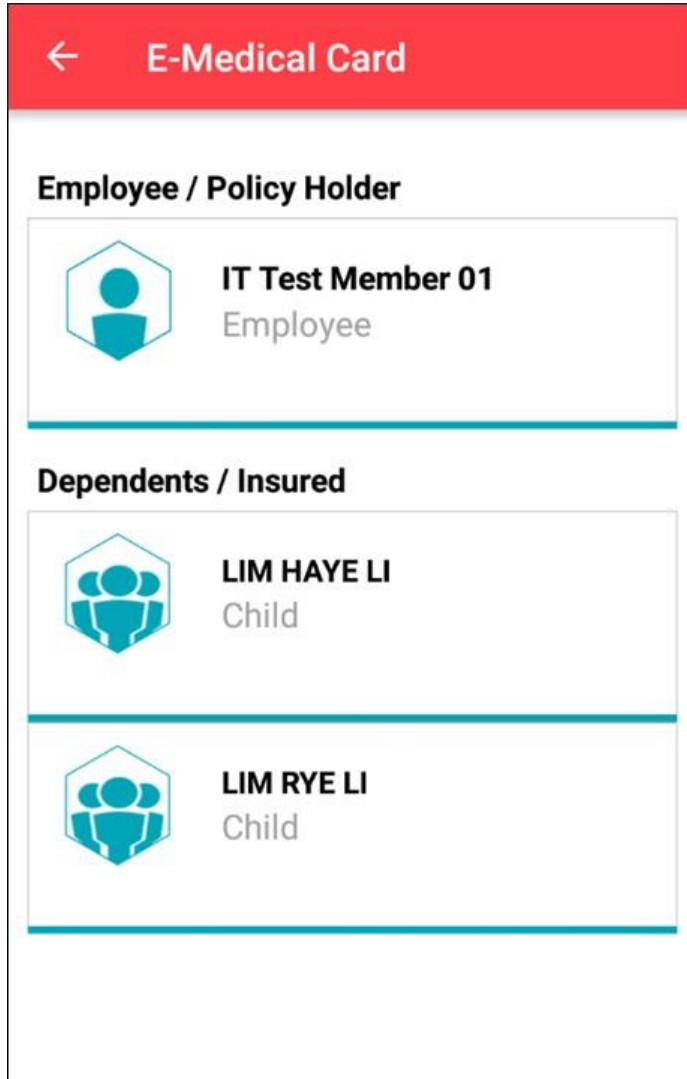 E-Medical Card
Employee / Policy Holder
IT Test Member 01
Employee
Dependents / Insured
LIM HAYE LI
Child
LIM RYE LI
Child